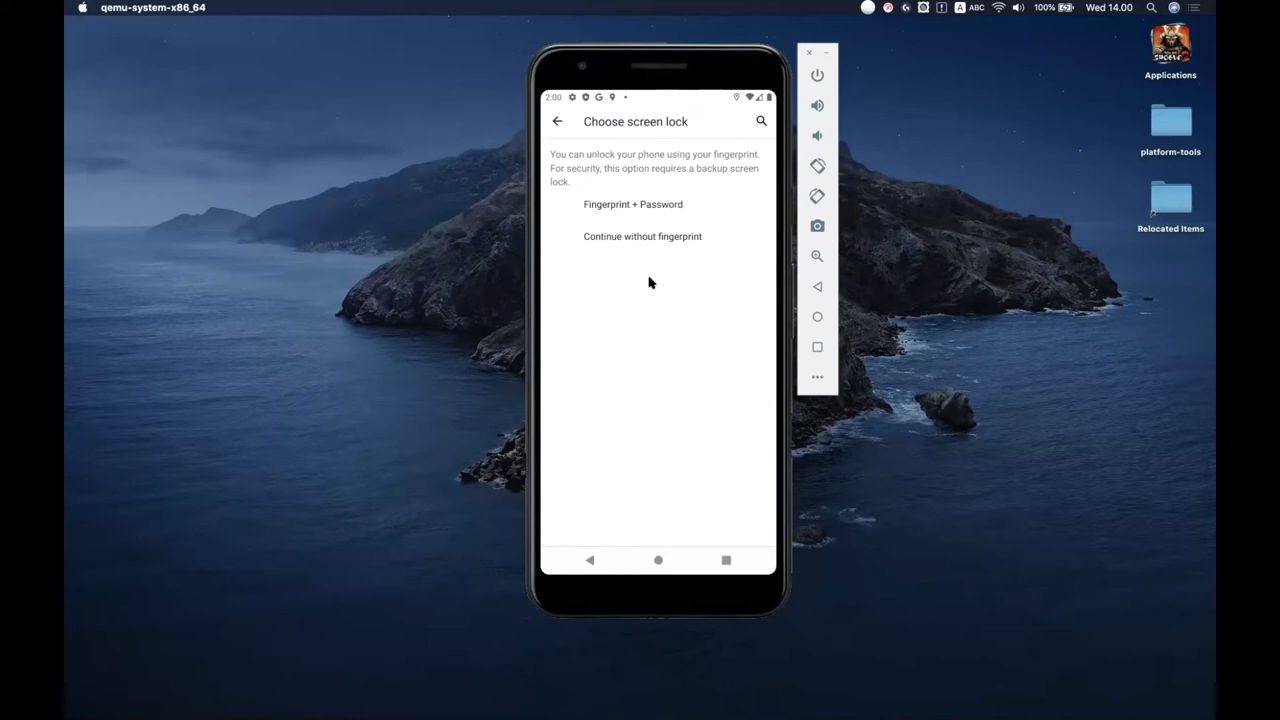 qemu-system-x86_64
A ABC 100% Wed 14.00
2:00 G
Choose screen lock
You can unlock your phone using your fingerprint.
For security, this option requires a backup screen
lock.
Fingerprint + Password
Continue without fingerprint
Applications
platform-tools
Relocated Items